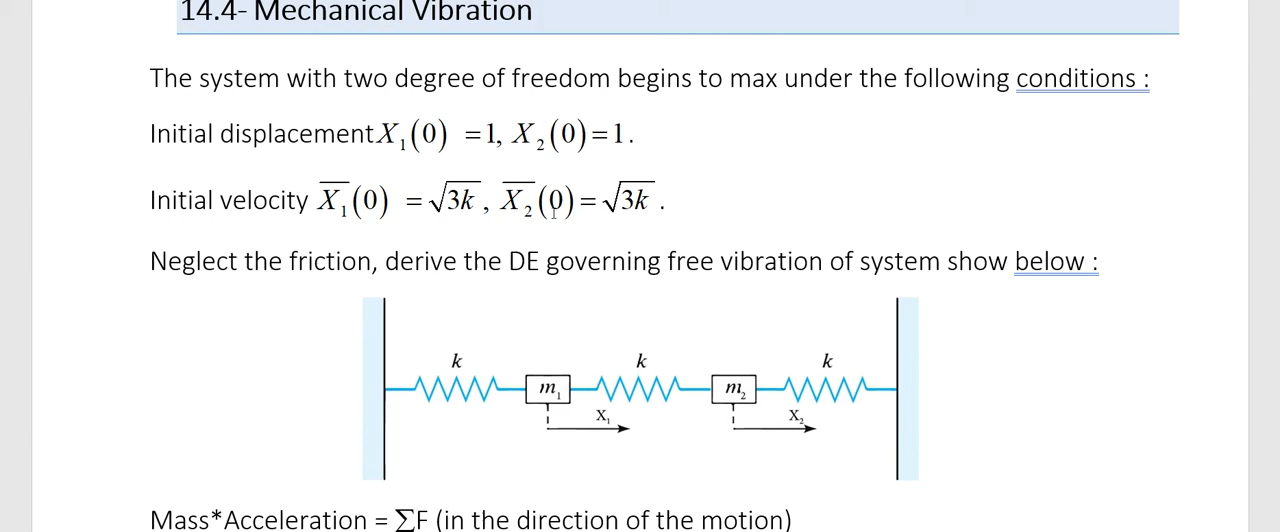 14.4- Mechanical Vibration
The system with two degree of freedom begins to max under the following conditions :
Initial displacement X₁(0) =1, X₂(0)=1.
Initial velocity X̅₁(0) =√3k , X̅₂(0)=√3k .
Neglect the friction, derive the DE governing free vibration of system show below :
k k k
m₁ m₂
X₁ X₂
Mass*Acceleration = ∑F (in the direction of the motion)